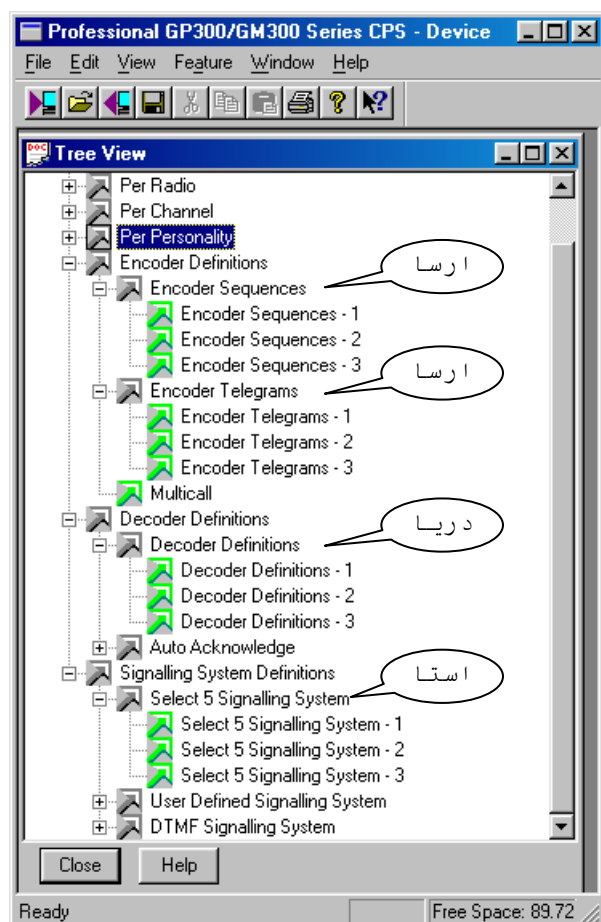 Professional GP300/GM300 Series CPS - Device
File Edit View Feature Window Help
Tree View
Per Radio
Per Channel
Per Personality
Encoder Definitions
ارسا
Encoder Sequences
Encoder Sequences - 1
Encoder Sequences - 2
Encoder Sequences - 3
ارسا
Encoder Telegrams
Encoder Telegrams - 1
Encoder Telegrams - 2
Encoder Telegrams - 3
Multicall
Decoder Definitions
دریا
Decoder Definitions
Decoder Definitions - 1
Decoder Definitions - 2
Decoder Definitions - 3
Auto Acknowledge
Signalling System Definitions
استا
Select 5 Signalling System
Select 5 Signalling System - 1
Select 5 Signalling System - 2
Select 5 Signalling System - 3
User Defined Signalling System
DTMF Signalling System
Close Help
Ready Free Space: 89.72